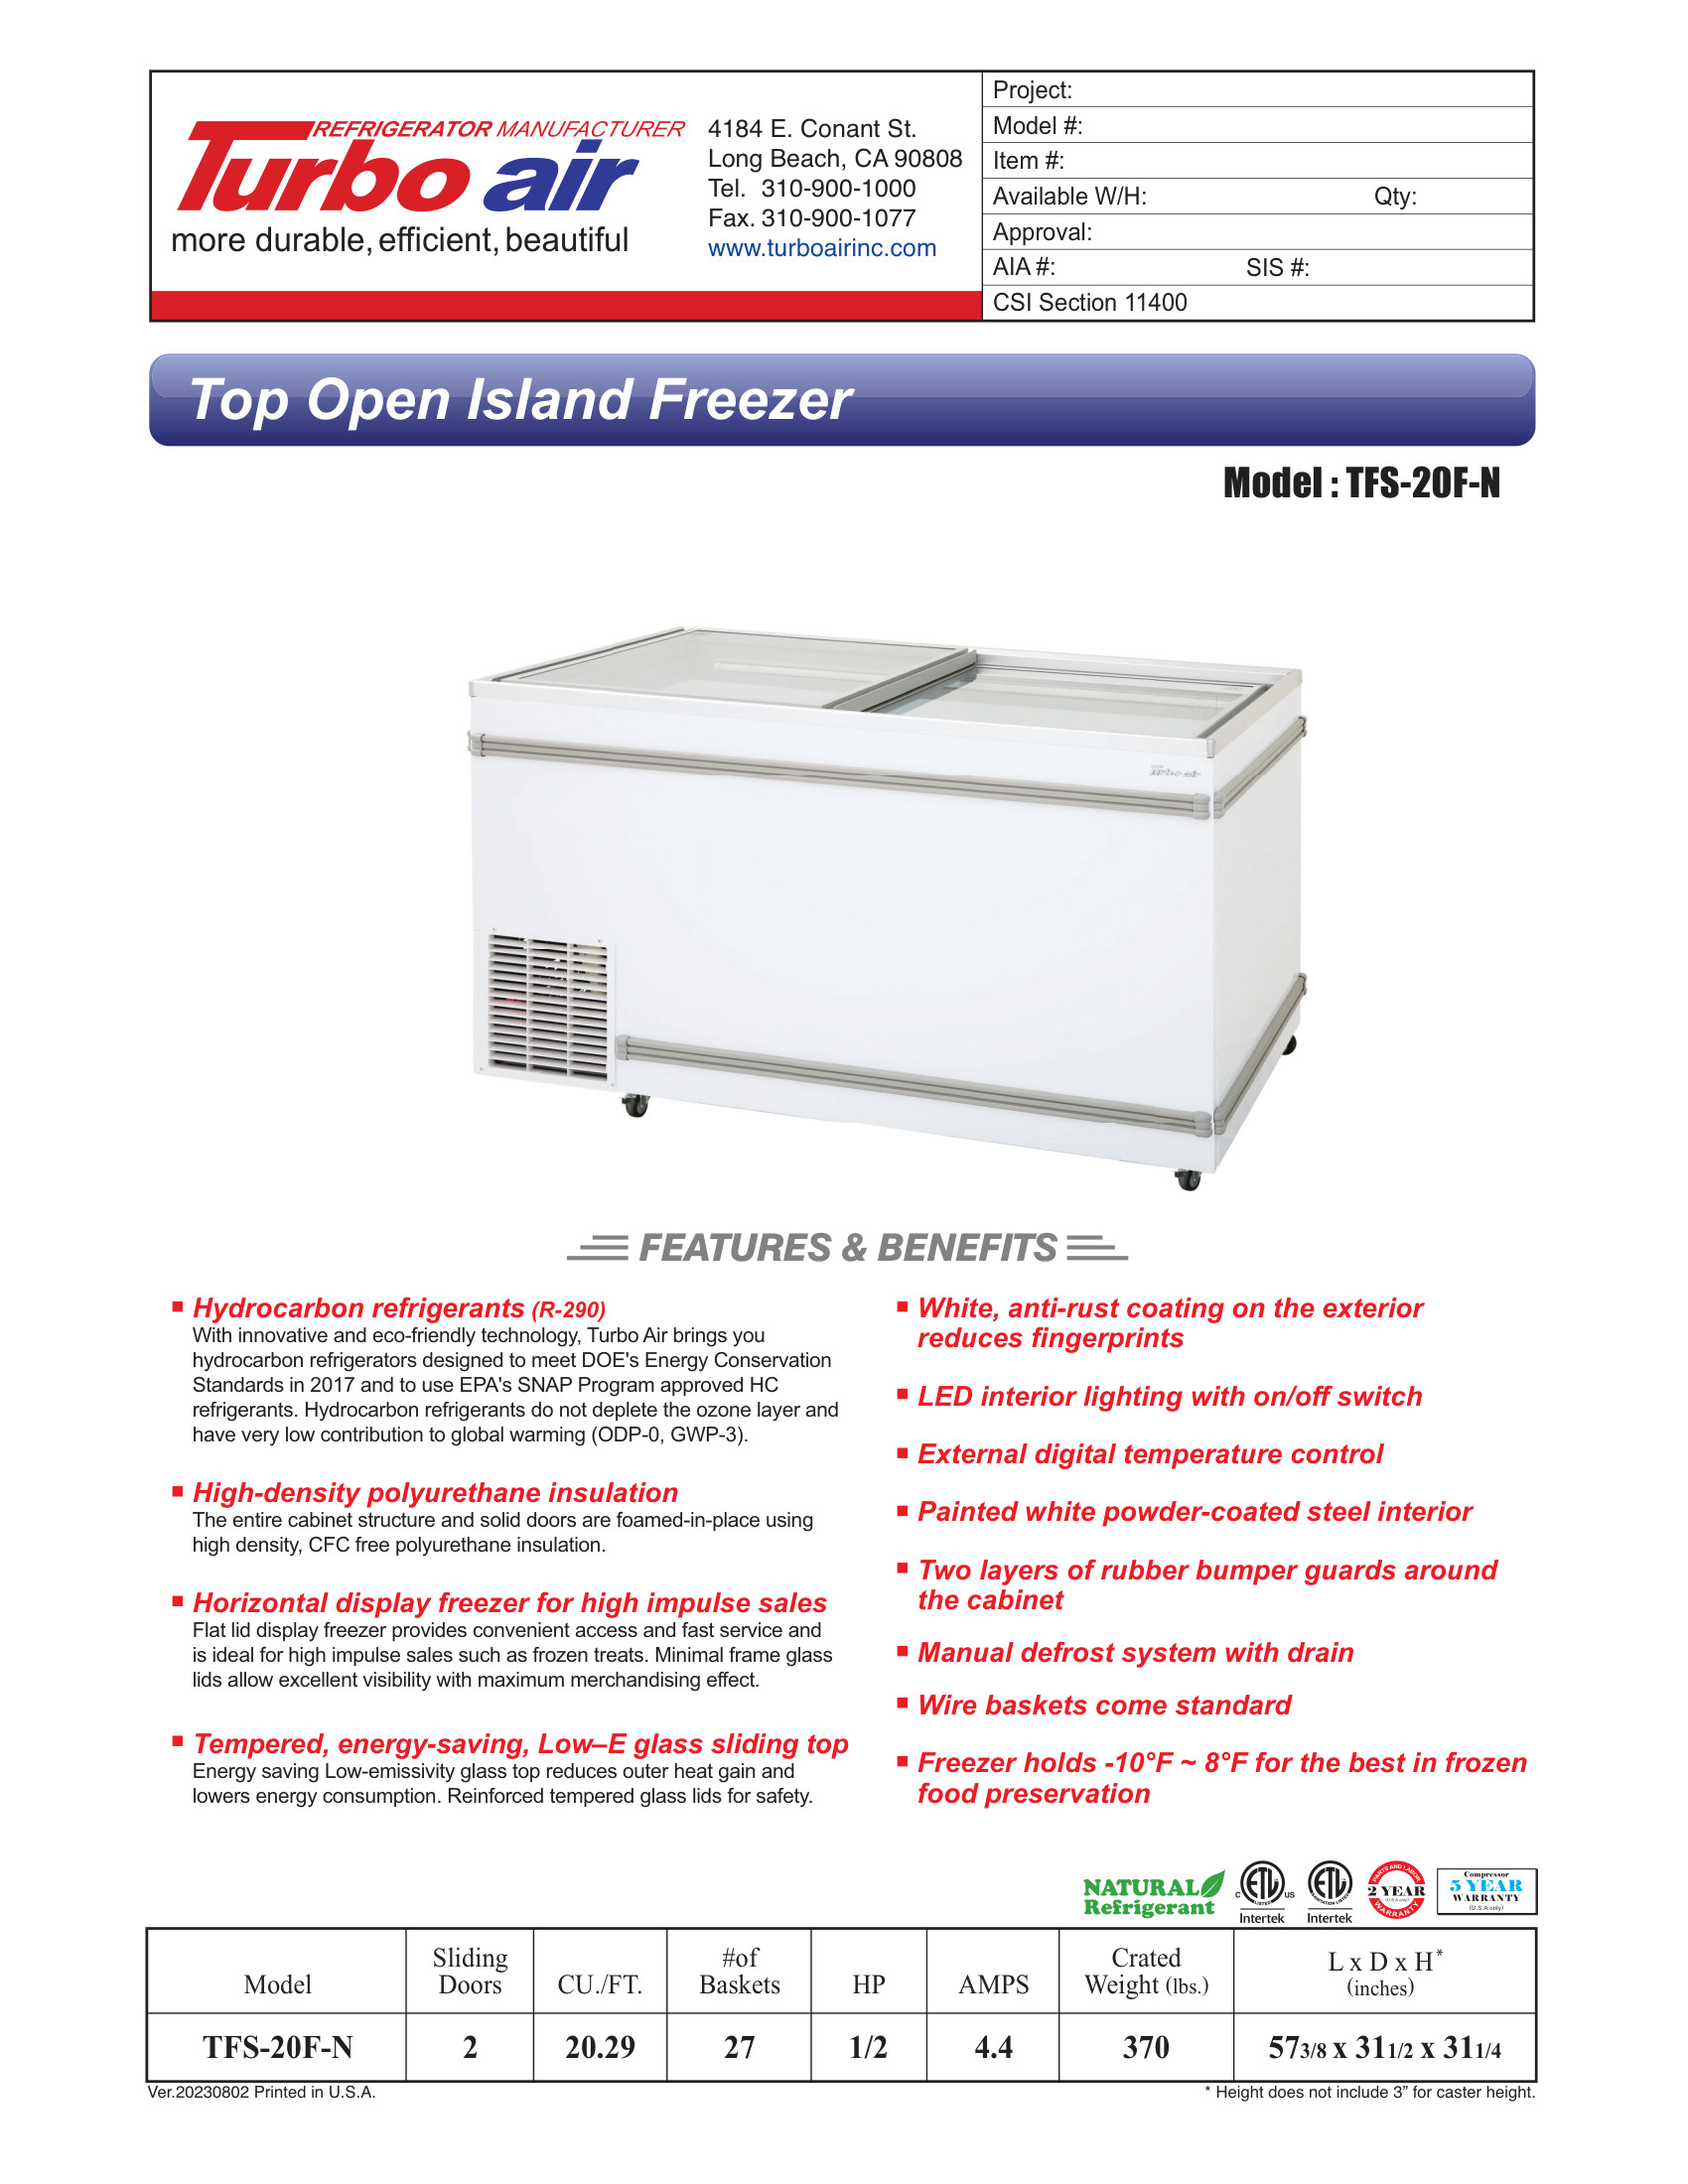 REFRIGERATOR MANUFACTURER
Turbo air
more durable, efficient, beautiful
4184 E. Conant St.
Long Beach, CA 90808
Tel. 310-900-1000
Fax. 310-900-1077
www.turboairinc.com
Project:
Model #:
Item #:
Available W/H: Qty:
Approval:
AIA #: SIS #:
CSI Section 11400
Top Open Island Freezer
Model : TFS-20F-N
Turbo air
FEATURES & BENEFITS
Hydrocarbon refrigerants (R-290)
With innovative and eco-friendly technology, Turbo Air brings you
hydrocarbon refrigerators designed to meet DOE's Energy Conservation
Standards in 2017 and to use EPA's SNAP Program approved HC
refrigerants. Hydrocarbon refrigerants do not deplete the ozone layer and
have very low contribution to global warming (ODP-0, GWP-3).
High-density polyurethane insulation
The entire cabinet structure and solid doors are foamed-in-place using
high density, CFC free polyurethane insulation.
Horizontal display freezer for high impulse sales
Flat lid display freezer provides convenient access and fast service and
is ideal for high impulse sales such as frozen treats. Minimal frame glass
lids allow excellent visibility with maximum merchandising effect.
Tempered, energy-saving, Low–E glass sliding top
Energy saving Low-emissivity glass top reduces outer heat gain and
lowers energy consumption. Reinforced tempered glass lids for safety.
White, anti-rust coating on the exterior
reduces fingerprints
LED interior lighting with on/off switch
External digital temperature control
Painted white powder-coated steel interior
Two layers of rubber bumper guards around
the cabinet
Manual defrost system with drain
Wire baskets come standard
Freezer holds -10°F ~ 8°F for the best in frozen
food preservation
NATURAL
Refrigerant
C ETL US
LISTED
Intertek
ETL
SANITATION LISTED
Intertek
PARTS AND LABOR
2 YEAR
(U.S.A only)
WARRANTY
Compressor
5 YEAR
WARRANTY
(U.S.A only)
Model Sliding Doors CU./FT. #of Baskets HP AMPS Crated Weight (lbs.) L x D x H* (inches)
TFS-20F-N 2 20.29 27 1/2 4.4 370 57 3/8 x 31 1/2 x 31 1/4
Ver.20230802 Printed in U.S.A.
* Height does not include 3” for caster height.